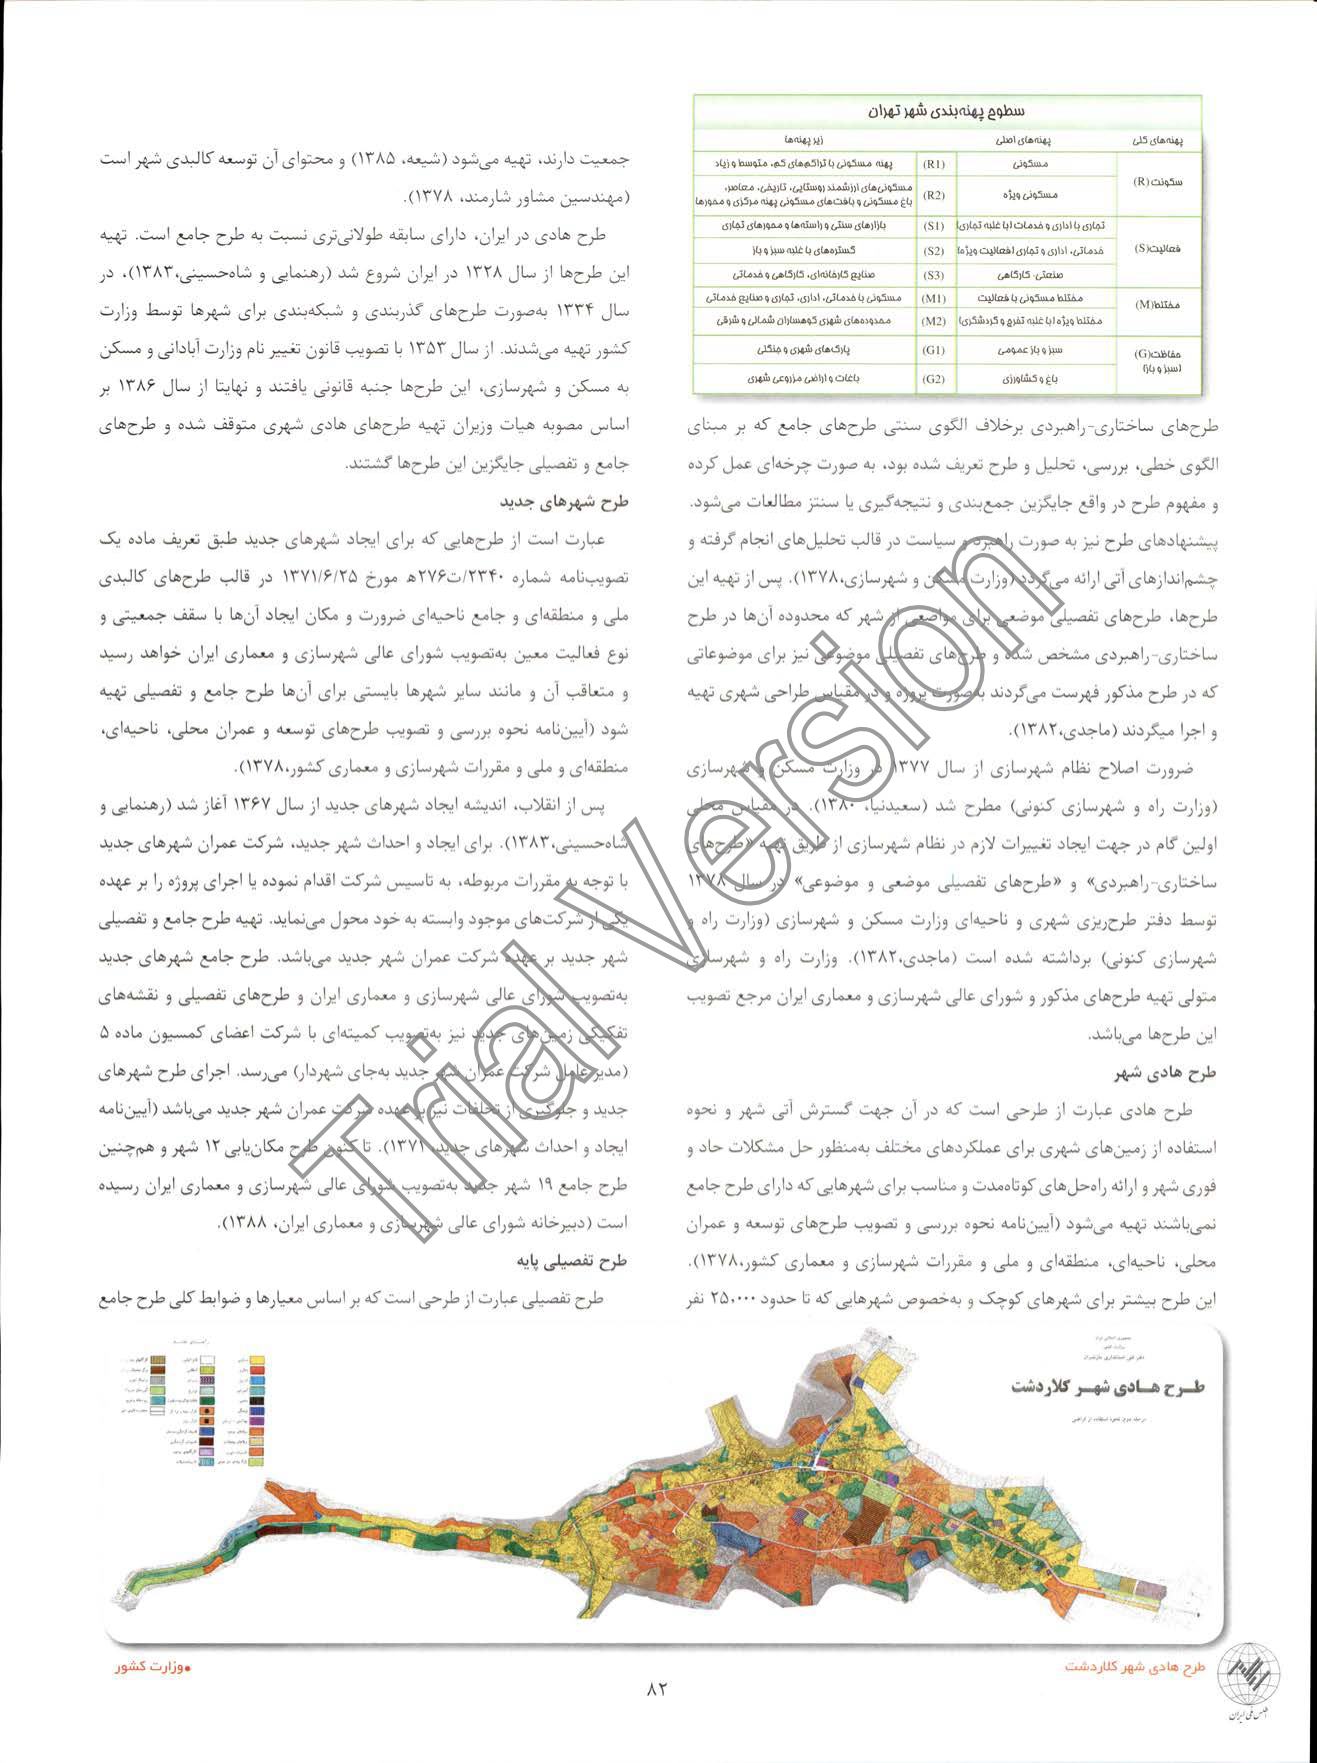 سطوح پهنه‌بندی شهر تهران
پهنه‌های کلی پهنه‌های اصلی زیر پهنه‌ها
سکونت (R) مسکونی (R1) پهنه مسکونی با تراکم‌های کم، متوسط و زیاد
مسکونی ویژه (R2) مسکونی‌های ارزشمند روستایی، تاریخی، معاصر،
باغ مسکونی و بافت‌های مسکونی پهنه مرکزی و محورها
فعالیت(S) تجاری با اداری و خدمات (با غلبه تجاری) (S1) بازارهای سنتی و راسته‌ها و محورهای تجاری
خدماتی، اداری و تجاری (فعالیت ویژه) (S2) گستره‌های با غلبه سبز و باز
صنعتی- کارگاهی (S3) صنایع کارخانه‌ای، کارگاهی و خدماتی
مختلط(M) مختلط مسکونی با فعالیت (M1) مسکونی با خدماتی، اداری، تجاری و صنایع خدماتی
مختلط ویژه (با غلبه تفرج و گردشگری) (M2) محدوده‌های شهری کوهساران شمالی و شرقی
حفاظت(G) (سبز و باز) سبز و باز عمومی (G1) پارک‌های شهری و جنگلی
باغ و کشاورزی (G2) باغات و اراضی مزروعی شهری
طرح‌های ساختاری-راهبردی برخلاف الگوی سنتی طرح‌های جامع که بر مبنای
الگوی خطی، بررسی، تحلیل و طرح تعریف شده بود، به صورت چرخه‌ای عمل کرده
و مفهوم طرح در واقع جایگزین جمع‌بندی و نتیجه‌گیری یا سنتز مطالعات می‌شود.
پیشنهادهای طرح نیز به صورت راهبرد و سیاست در قالب تحلیل‌های انجام گرفته و
چشم‌اندازهای آتی ارائه می‌گردد (وزارت مسکن و شهرسازی،۱۳۷۸). پس از تهیه این
طرح‌ها، طرح‌های تفصیلی موضعی برای مواضعی از شهر که محدوده آن‌ها در طرح
ساختاری-راهبردی مشخص شده و طرح‌های تفصیلی موضوعی نیز برای موضوعاتی
که در طرح مذکور فهرست می‌گردند به‌صورت پروژه و در مقیاس طراحی شهری تهیه
و اجرا میگردند (ماجدی،۱۳۸۲).
ضرورت اصلاح نظام شهرسازی از سال ۱۳۷۷ در وزارت مسکن و شهرسازی
(وزارت راه و شهرسازی کنونی) مطرح شد (سعیدنیا، ۱۳۸۰). در مقیاس محلی
اولین گام در جهت ایجاد تغییرات لازم در نظام شهرسازی از طریق تهیه «طرح‌های
ساختاری-راهبردی» و «طرح‌های تفصیلی موضعی و موضوعی» در سال ۱۳۷۸
توسط دفتر طرح‌ریزی شهری و ناحیه‌ای وزارت مسکن و شهرسازی (وزارت راه و
شهرسازی کنونی) برداشته شده است (ماجدی،۱۳۸۲). وزارت راه و شهرسازی
متولی تهیه طرح‌های مذکور و شورای عالی شهرسازی و معماری ایران مرجع تصویب
این طرح‌ها می‌باشد.
طرح هادی شهر
طرح هادی عبارت از طرحی است که در آن جهت گسترش آتی شهر و نحوه
استفاده از زمین‌های شهری برای عملکردهای مختلف به‌منظور حل مشکلات حاد و
فوری شهر و ارائه راه‌حل‌های کوتاه‌مدت و مناسب برای شهرهایی که دارای طرح جامع
نمی‌باشند تهیه می‌شود (آیین‌نامه نحوه بررسی و تصویب طرح‌های توسعه و عمران
محلی، ناحیه‌ای، منطقه‌ای و ملی و مقررات شهرسازی و معماری کشور،۱۳۷۸).
این طرح بیشتر برای شهرهای کوچک و به‌خصوص شهرهایی که تا حدود ۲۵،۰۰۰ نفر
جمعیت دارند، تهیه می‌شود (شیعه، ۱۳۸۵) و محتوای آن توسعه کالبدی شهر است
(مهندسین مشاور شارمند، ۱۳۷۸).
طرح هادی در ایران، دارای سابقه طولانی‌تری نسبت به طرح جامع است. تهیه
این طرح‌ها از سال ۱۳۲۸ در ایران شروع شد (رهنمایی و شاه‌حسینی،۱۳۸۳)، در
سال ۱۳۳۴ به‌صورت طرح‌های گذربندی و شبکه‌بندی برای شهرها توسط وزارت
کشور تهیه می‌شدند. از سال ۱۳۵۳ با تصویب قانون تغییر نام وزارت آبادانی و مسکن
به مسکن و شهرسازی، این طرح‌ها جنبه قانونی یافتند و نهایتا از سال ۱۳۸۶ بر
اساس مصوبه هیات وزیران تهیه طرح‌های هادی شهری متوقف شده و طرح‌های
جامع و تفصیلی جایگزین این طرح‌ها گشتند.
طرح شهرهای جدید
عبارت است از طرح‌هایی که برای ایجاد شهرهای جدید طبق تعریف ماده یک
تصویب‌نامه شماره ۲۳۴۰/ت۲۷۶ه مورخ ۱۳۷۱/۶/۲۵ در قالب طرح‌های کالبدی
ملی و منطقه‌ای و جامع ناحیه‌ای ضرورت و مکان ایجاد آن‌ها با سقف جمعیتی و
نوع فعالیت معین به‌تصویب شورای عالی شهرسازی و معماری ایران خواهد رسید
و متعاقب آن و مانند سایر شهرها بایستی برای آن‌ها طرح جامع و تفصیلی تهیه
شود (آیین‌نامه نحوه بررسی و تصویب طرح‌های توسعه و عمران محلی، ناحیه‌ای،
منطقه‌ای و ملی و مقررات شهرسازی و معماری کشور،۱۳۷۸).
پس از انقلاب، اندیشه ایجاد شهرهای جدید از سال ۱۳۶۷ آغاز شد (رهنمایی و
شاه‌حسینی،۱۳۸۳). برای ایجاد و احداث شهر جدید، شرکت عمران شهرهای جدید
با توجه به مقررات مربوطه، به تاسیس شرکت اقدام نموده یا اجرای پروژه را بر عهده
یکی از شرکت‌های موجود وابسته به خود محول می‌نماید. تهیه طرح جامع و تفصیلی
شهر جدید بر عهده شرکت عمران شهر جدید می‌باشد. طرح جامع شهرهای جدید
به‌تصویب شورای عالی شهرسازی و معماری ایران و طرح‌های تفصیلی و نقشه‌های
تفکیکی زمین‌های جدید نیز به‌تصویب کمیته‌ای با شرکت اعضای کمسیون ماده ۵
(مدیر عامل شرکت عمران شهر جدید به‌جای شهردار) می‌رسد. اجرای طرح شهرهای
جدید و جلوگیری از تخلفات نیز بر عهده شرکت عمران شهر جدید می‌باشد (آیین‌نامه
ایجاد و احداث شهرهای جدید، ۱۳۷۱). تا کنون طرح مکان‌یابی ۱۲ شهر و هم‌چنین
طرح جامع ۱۹ شهر جدید به‌تصویب شورای عالی شهرسازی و معماری ایران رسیده
است (دبیرخانه شورای عالی شهرسازی و معماری ایران، ۱۳۸۸).
طرح تفصیلی پایه
طرح تفصیلی عبارت از طرحی است که بر اساس معیارها و ضوابط کلی طرح جامع
طرح هادی شهر کلاردشت
طرح هادی شهر کلاردشت
•وزارت کشور
۸۲
اطلس ملی ایران
Trial Version